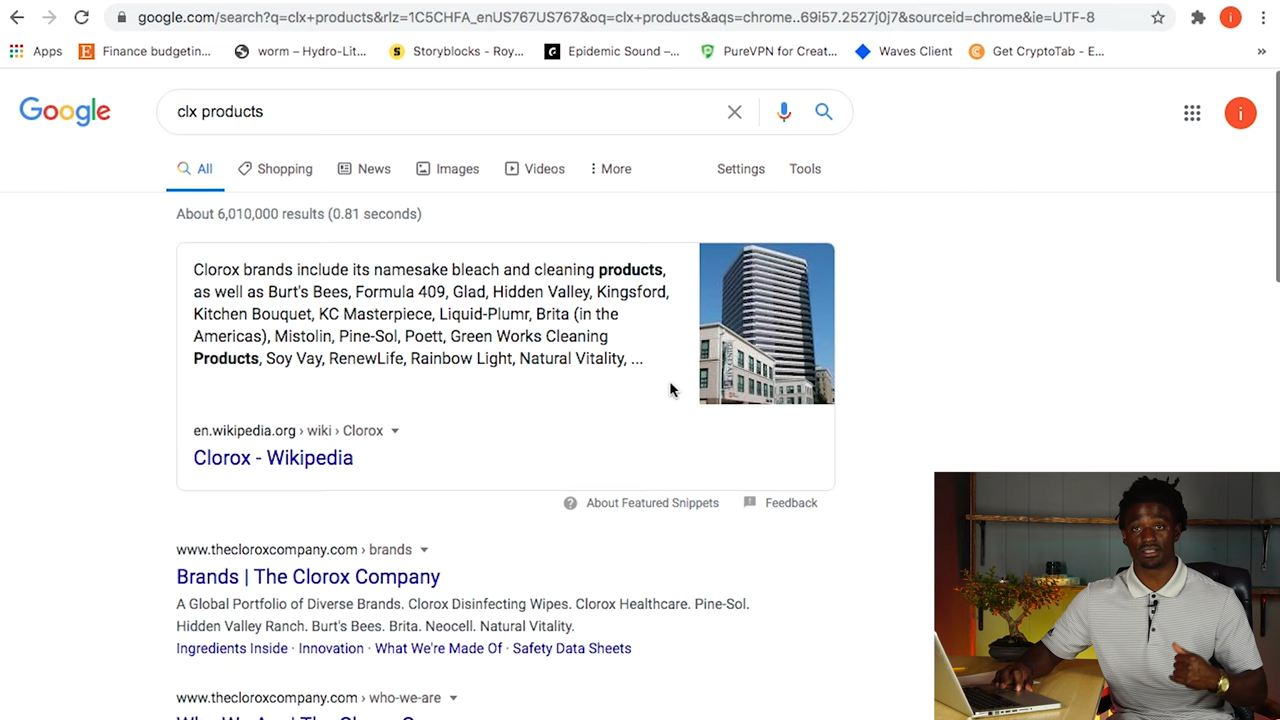 google.com/search?q=clx+products&rlz=1C5CHFA_enUS767US767&oq=clx+products&aqs=chrome..69i57.2527j0j7&sourceid=chrome&ie=UTF-8
i
Apps
Finance budgetin...
worm – Hydro-Lit...
Storyblocks - Roy...
Epidemic Sound –...
PureVPN for Creat...
Waves Client
Get CryptoTab - E...
»
Google
clx products
i
All
Shopping
News
Images
Videos
More
Settings
Tools
About 6,010,000 results (0.81 seconds)
Clorox brands include its namesake bleach and cleaning products,
as well as Burt's Bees, Formula 409, Glad, Hidden Valley, Kingsford,
Kitchen Bouquet, KC Masterpiece, Liquid-Plumr, Brita (in the
Americas), Mistolin, Pine-Sol, Poett, Green Works Cleaning
Products, Soy Vay, RenewLife, Rainbow Light, Natural Vitality, ...
en.wikipedia.org › wiki › Clorox
Clorox - Wikipedia
About Featured Snippets
Feedback
www.thecloroxcompany.com › brands
Brands | The Clorox Company
A Global Portfolio of Diverse Brands. Clorox Disinfecting Wipes. Clorox Healthcare. Pine-Sol.
Hidden Valley Ranch. Burt's Bees. Brita. Neocell. Natural Vitality.
Ingredients Inside · Innovation · What We're Made Of · Safety Data Sheets
www.thecloroxcompany.com › who-we-are